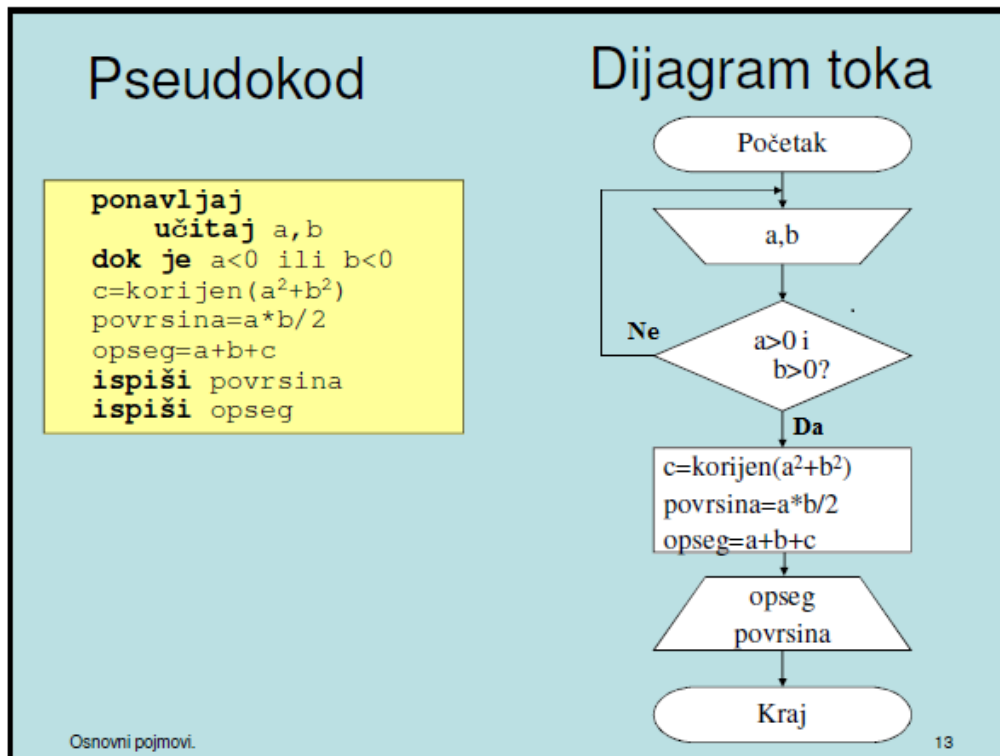 Pseudokod
ponavljaj
učitaj a,b
dok je a<0 ili b<0
c=korijen(a²+b²)
povrsina=a*b/2
opseg=a+b+c
ispiši povrsina
ispiši opseg
Dijagram toka
Početak
a,b
Ne
a>0 i
b>0?
Da
c=korijen(a²+b²)
povrsina=a*b/2
opseg=a+b+c
opseg
povrsina
Kraj
Osnovni pojmovi.
13